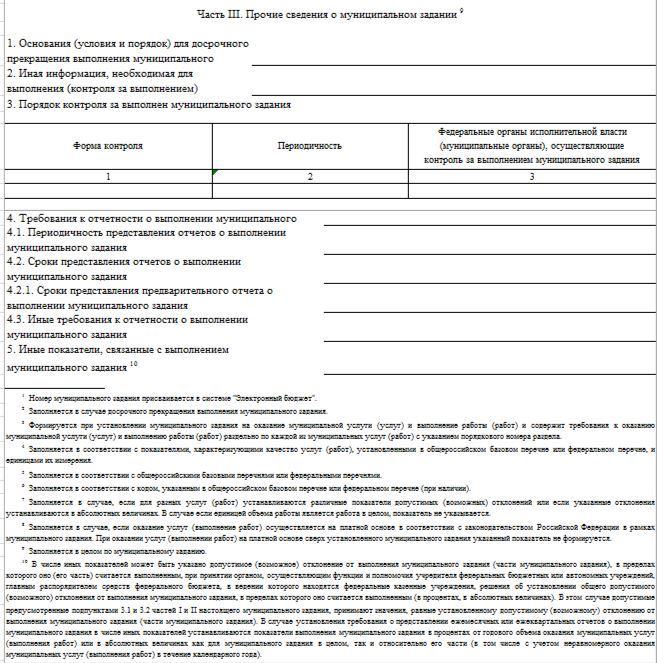 Часть III. Прочие сведения о муниципальном задании 9
1. Основания (условия и порядок) для досрочного
прекращения выполнения муниципального
2. Иная информация, необходимая для
выполнения (контроля за выполнением)
3. Порядок контроля за выполнен муниципального задания
Форма контроля
Периодичность
Федеральные органы исполнительной власти
(муниципальные органы), осуществляющие
контроль за выполнением муниципального задания
1 2 3
4. Требования к отчетности о выполнении муниципального
4.1. Периодичность представления отчетов о выполнении
муниципального задания
4.2. Сроки представления отчетов о выполнении
муниципального задания
4.2.1. Сроки представления предварительного отчета о
выполнении муниципального задания
4.3. Иные требования к отчетности о выполнении
муниципального задания
5. Иные показатели, связанные с выполнением
муниципального задания 10
1 Номер муниципального задания присваивается в системе "Электронный бюджет".
2 Заполняется в случае досрочного прекращения выполнения муниципального задания.
3 Формируется при установлении муниципального задания на оказание муниципальной услуги (услуг) и выполнение работы (работ) и содержит требования к оказанию
муниципальной услуги (услуг) и выполнению работы (работ) раздельно по каждой из муниципальных услуг (работ) с указанием порядкового номера раздела.
4 Заполняется в соответствии с показателями, характеризующими качество услуг (работ), установленными в общероссийском базовом перечне или федеральном перечне, и
единицами их измерения.
5 Заполняется в соответствии с общероссийскими базовыми перечнями или федеральными перечнями.
6 Заполняется в соответствии с кодом, указанным в общероссийском базовом перечне или федеральном перечне (при наличии).
7 Заполняется в случае, если для разных услуг (работ) устанавливаются различные показатели допустимых (возможных) отклонений или если указанные отклонения
устанавливаются в абсолютных величинах. В случае если единицей объема работы является работа в целом, показатель не указывается.
8 Заполняется в случае, если оказание услуг (выполнение работ) осуществляется на платной основе в соответствии с законодательством Российской Федерации в рамках
муниципального задания. При оказании услуг (выполнении работ) на платной основе сверх установленного муниципального задания указанный показатель не формируется.
9 Заполняется в целом по муниципальному заданию.
10 В числе иных показателей может быть указано допустимое (возможное) отклонение от выполнения муниципального задания (части муниципального задания), в пределах
которого оно (его часть) считается выполненным, при принятии органом, осуществляющим функции и полномочия учредителя федеральных бюджетных или автономных учреждений,
главным распорядителем средств федерального бюджета, в ведении которого находятся федеральные казенные учреждения, решения об установлении общего допустимого
(возможного) отклонения от выполнения муниципального задания, в пределах которого оно считается выполненным (в процентах, в абсолютных величинах). В этом случае допустимые
предусмотренные подпунктами 3.1 и 3.2 частей I и II настоящего муниципального задания, принимают значения, равные установленному допустимому (возможному) отклонению от
выполнения муниципального задания (части муниципального задания). В случае установления требования о представлении ежемесячных или ежеквартальных отчетов о выполнении
муниципального задания в числе иных показателей устанавливаются показатели выполнения муниципального задания в процентах от годового объема оказания муниципальных услуг
(выполнения работ) или в абсолютных величинах как для муниципального задания в целом, так и относительно его части (в том числе с учетом неравномерного оказания
муниципальных услуг (выполнения работ) в течение календарного года).